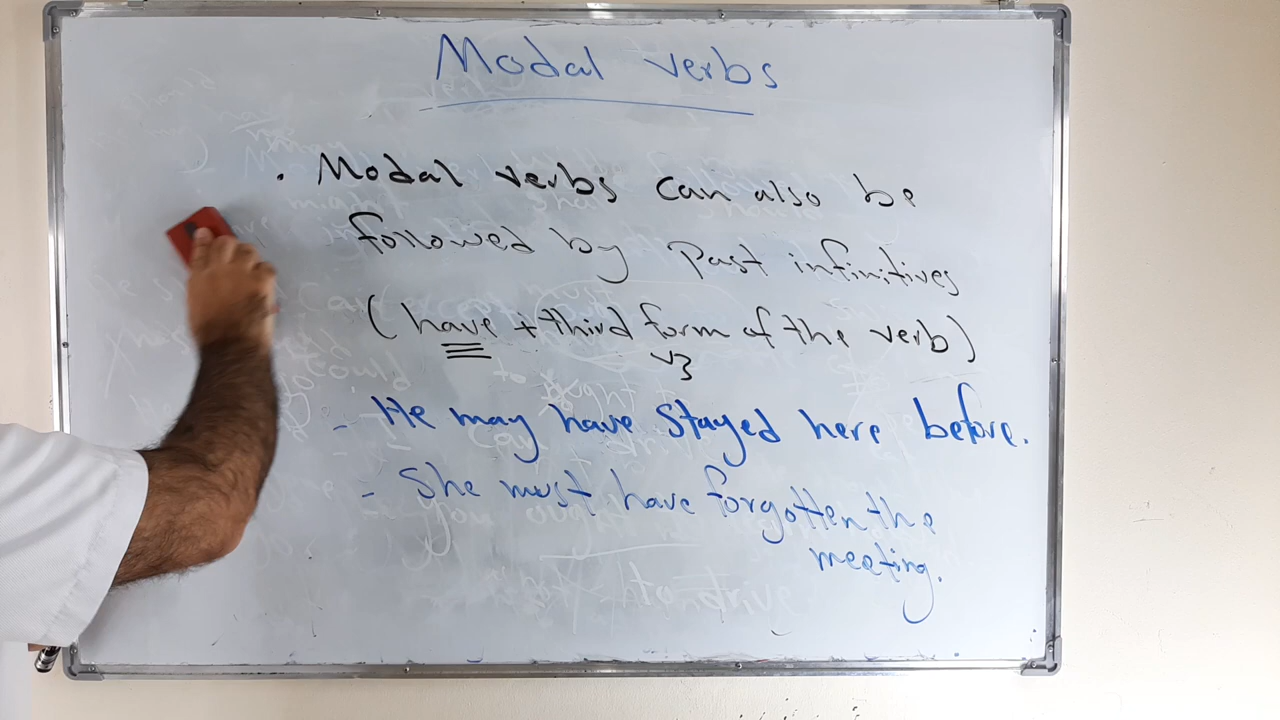 Modal verbs
. Modal verbs can also be
followed by past infinitives
(have + third form of the verb)
v3
- He may have stayed here before.
- She must have forgotten the
meeting.